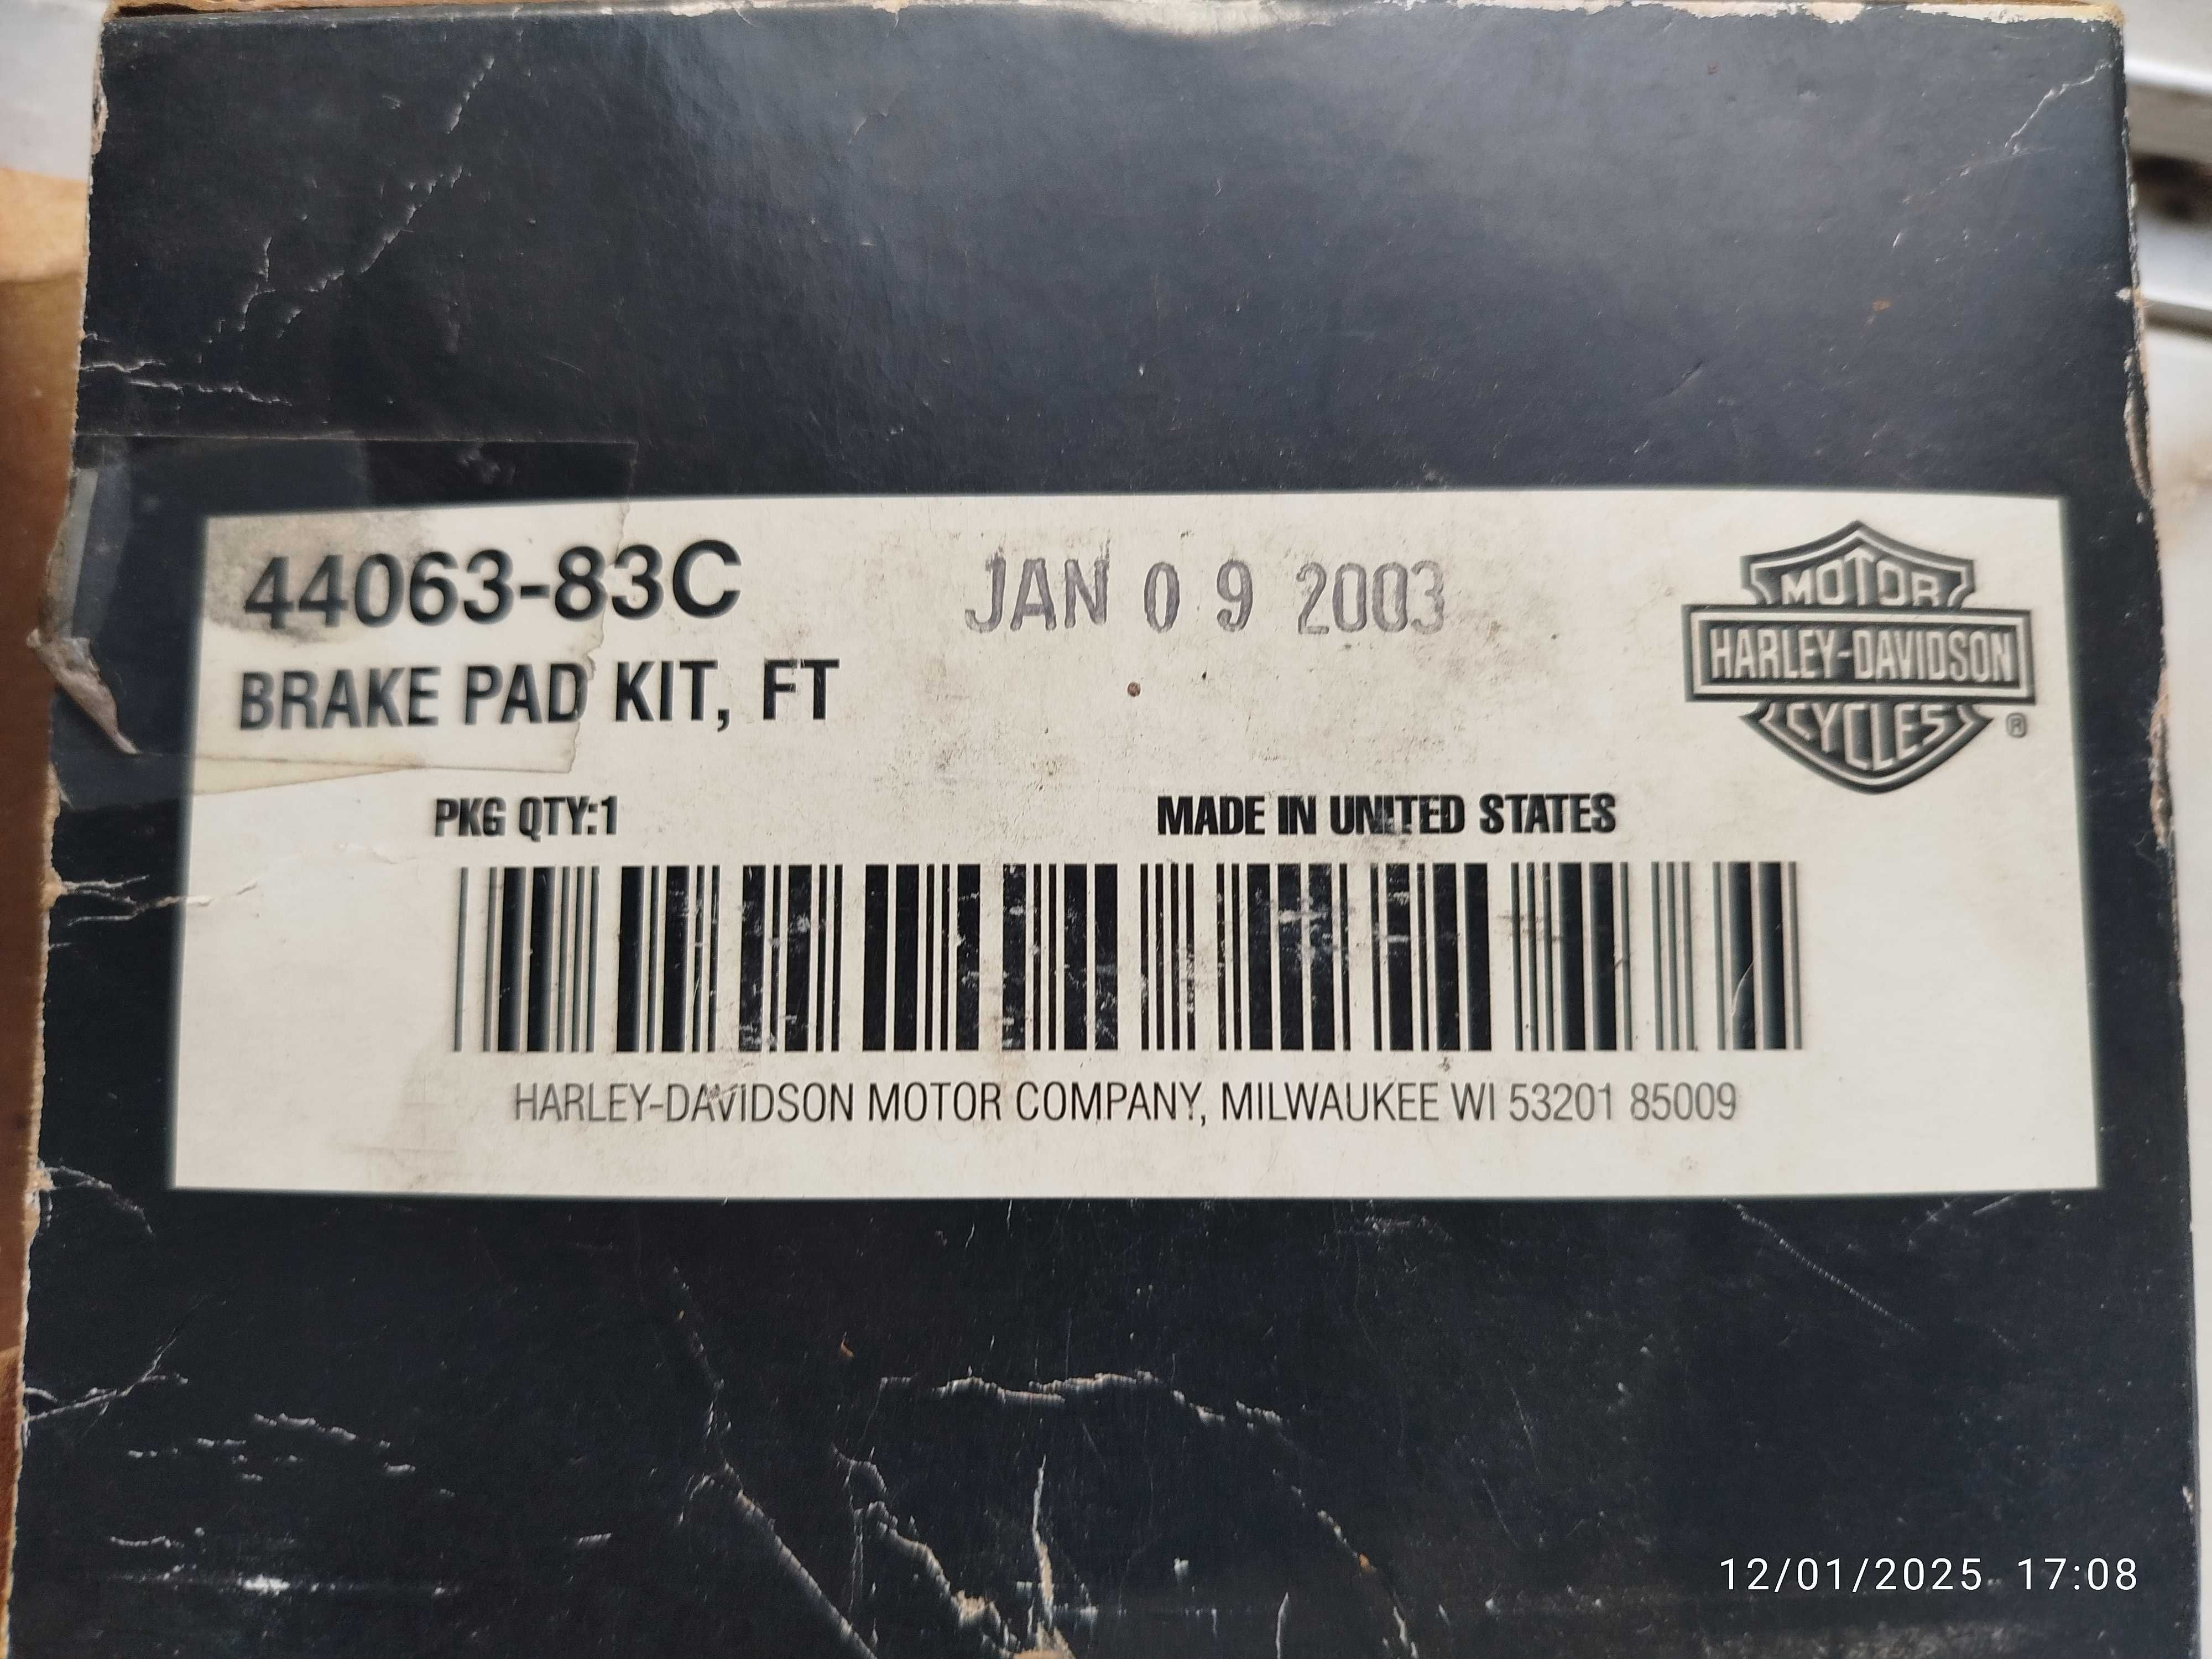 44063-83C
JAN 0 9 2003
BRAKE PAD KIT, FT
MOTOR
HARLEY-DAVIDSON
CYCLES
®
PKG QTY:1
MADE IN UNITED STATES
HARLEY-DAVIDSON MOTOR COMPANY, MILWAUKEE WI 53201 85009
12/01/2025 17:08